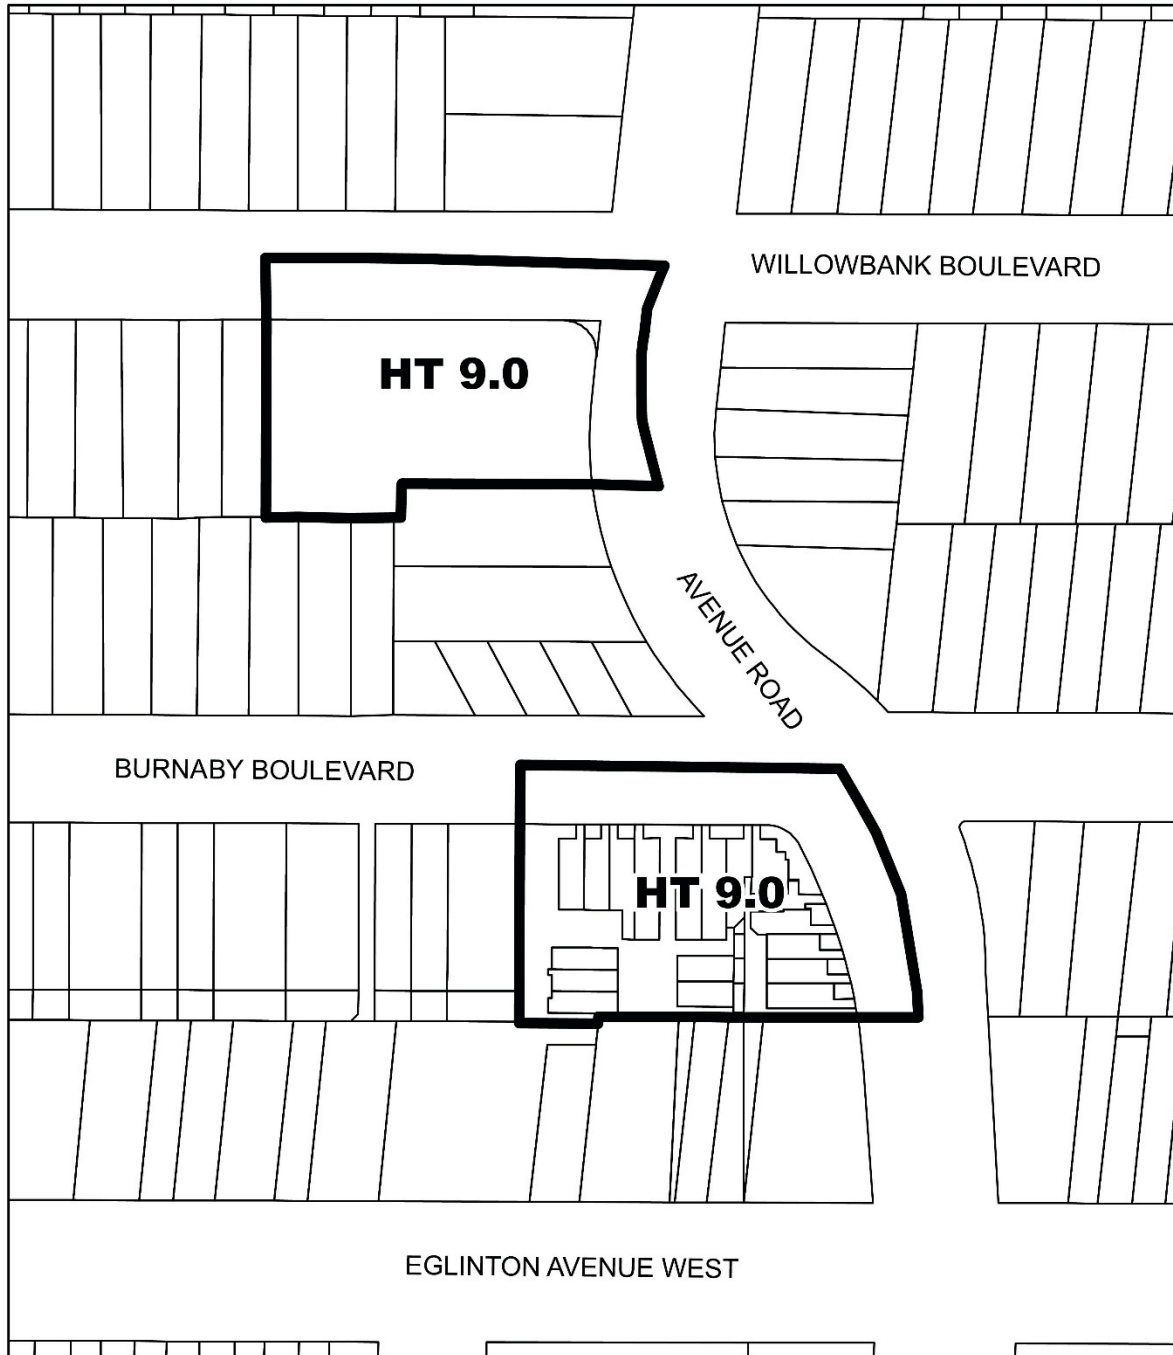 WILLOWBANK BOULEVARD
HT 9.0
AVENUE ROAD
BURNABY BOULEVARD
HT 9.0
EGLINTON AVENUE WEST